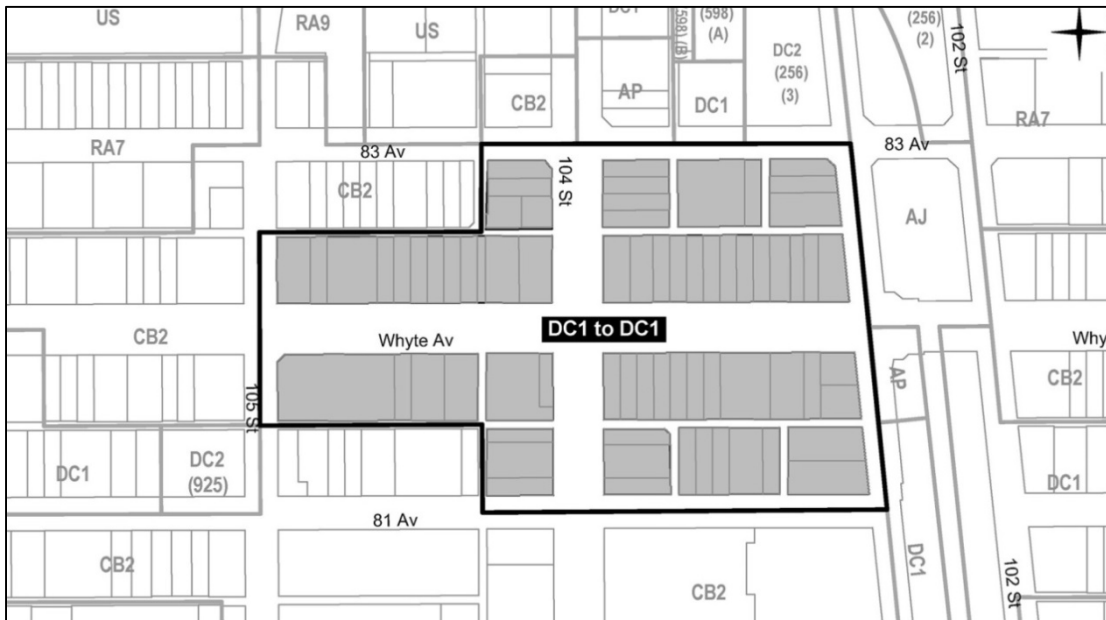 US
RA9
US
DC1
(598) (B)
(598)
(A)
DC2
(256)
(3)
(256)
(2)
102 St
CB2
AP
DC1
RA7
RA7
83 Av
83 Av
CB2
104 St
AJ
DC1 to DC1
Whyte Av
Why
CB2
105 St
AP
CB2
DC1
DC2
(925)
DC1
81 Av
CB2
CB2
DC1
102 St